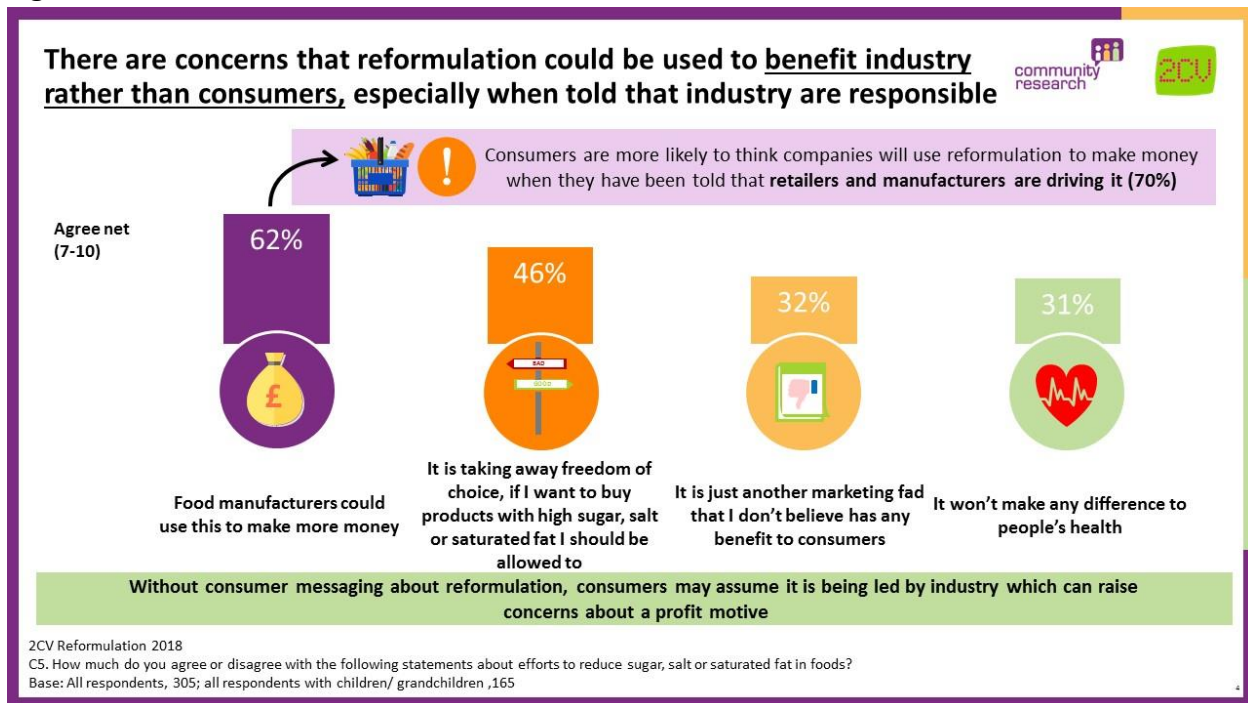 There are concerns that reformulation could be used to benefit industry
rather than consumers, especially when told that industry are responsible
community
research
2CV
Consumers are more likely to think companies will use reformulation to make money
when they have been told that retailers and manufacturers are driving it (70%)
Agree net
(7-10)
62%
46%
32%
31%
£
BAD
GOOD
Food manufacturers could
use this to make more money
It is taking away freedom of
choice, if I want to buy
products with high sugar, salt
or saturated fat I should be
allowed to
It is just another marketing fad
that I don't believe has any
benefit to consumers
It won't make any difference to
people's health
Without consumer messaging about reformulation, consumers may assume it is being led by industry which can raise
concerns about a profit motive
2CV Reformulation 2018
C5. How much do you agree or disagree with the following statements about efforts to reduce sugar, salt or saturated fat in foods?
Base: All respondents, 305; all respondents with children/ grandchildren ,165
4